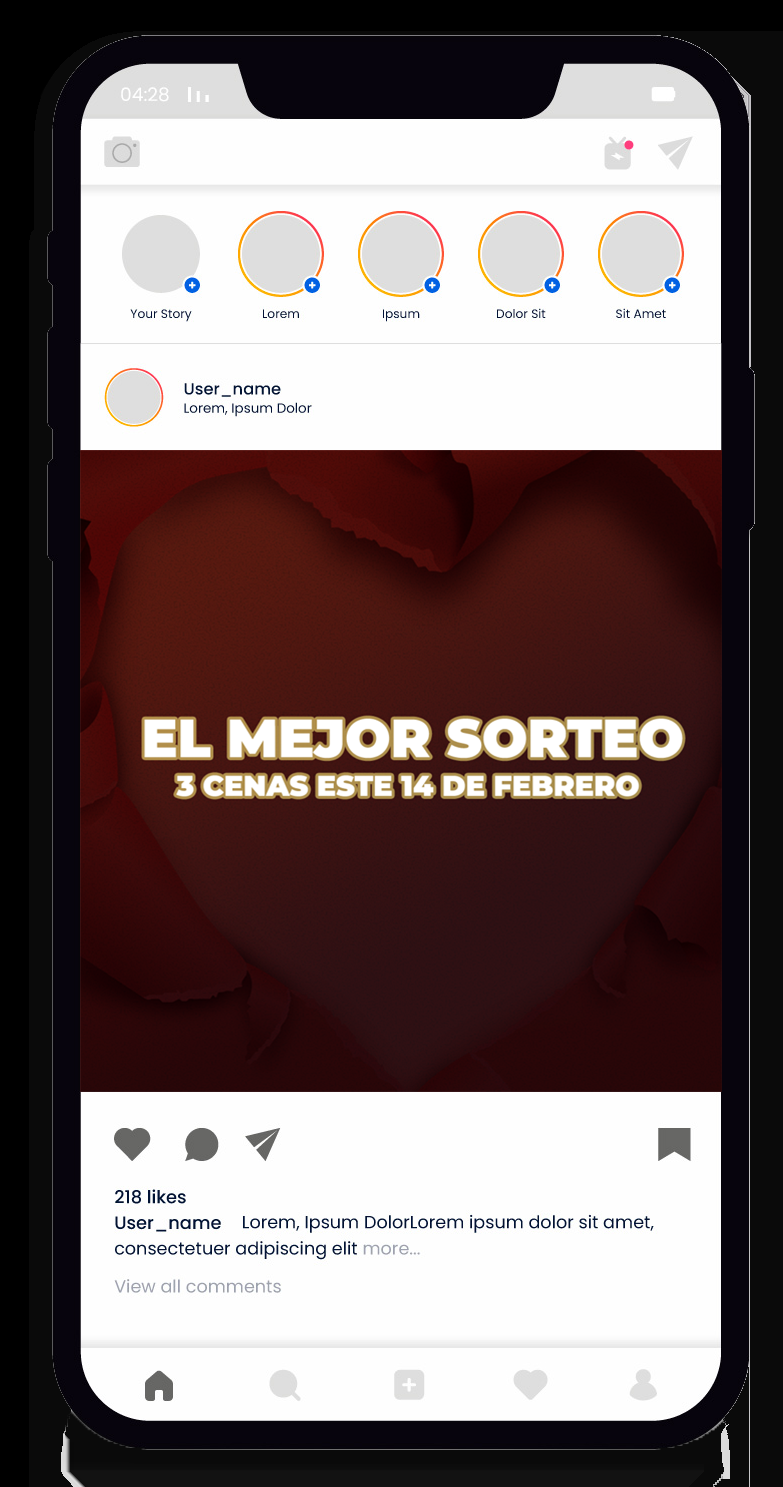 04:28
Your Story
Lorem
Ipsum
Dolor Sit
Sit Amet
User_name
Lorem, Ipsum Dolor
EL MEJOR SORTEO
3 CENAS ESTE 14 DE FEBRERO
218 likes
User_name Lorem, Ipsum DolorLorem ipsum dolor sit amet,
consectetuer adipiscing elit more...
View all comments